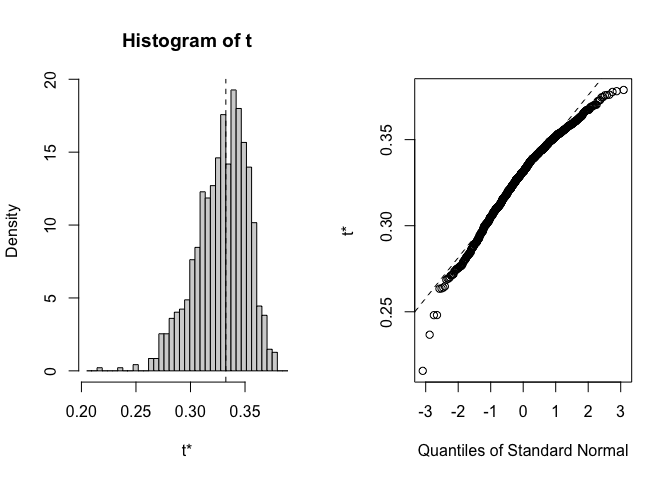 Histogram of t
Density
0
5
10
15
20
0.20 0.25 0.30 0.35
t*
t*
0.25
0.30
0.35
-3 -2 -1 0 1 2 3
Quantiles of Standard Normal